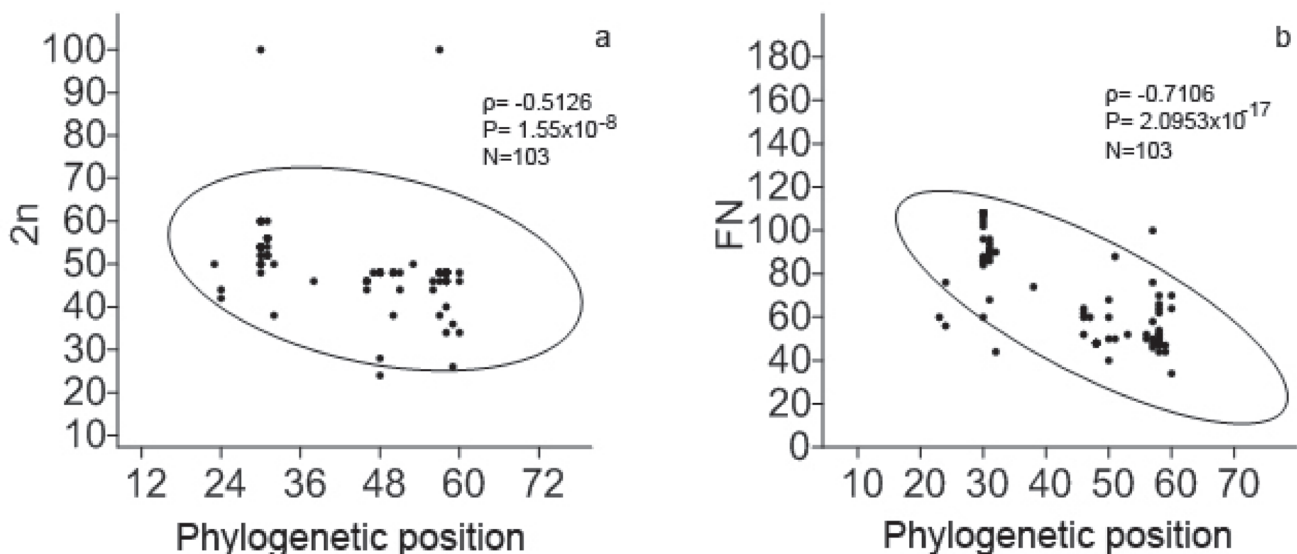 a
ρ= -0.5126
P= 1.55x10-8
N=103
2n
100
90
80
70
60
50
40
30
20
10
12 24 36 48 60 72
Phylogenetic position
b
ρ= -0.7106
P= 2.0953x10-17
N=103
FN
180
160
140
120
100
80
60
40
20
0
10 20 30 40 50 60 70
Phylogenetic position